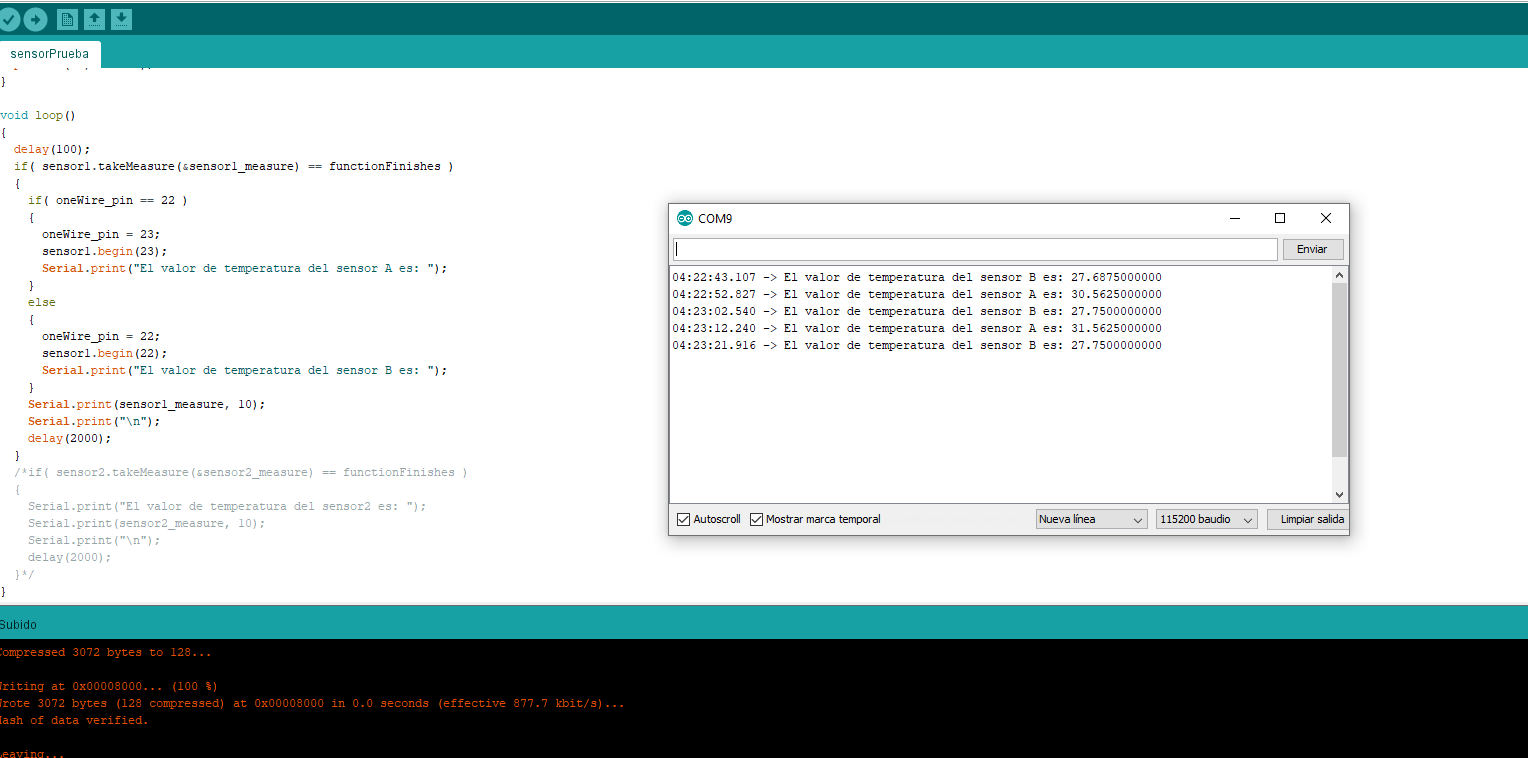 sensorPrueba
}
void loop()
{
delay(100);
if( sensor1.takeMeasure(&sensor1_measure) == functionFinishes )
{
if( oneWire_pin == 22 )
{
oneWire_pin = 23;
sensor1.begin(23);
Serial.print("El valor de temperatura del sensor A es: ");
}
else
{
oneWire_pin = 22;
sensor1.begin(22);
Serial.print("El valor de temperatura del sensor B es: ");
}
Serial.print(sensor1_measure, 10);
Serial.print("\n");
delay(2000);
}
/*if( sensor2.takeMeasure(&sensor2_measure) == functionFinishes )
{
Serial.print("El valor de temperatura del sensor2 es: ");
Serial.print(sensor2_measure, 10);
Serial.print("\n");
delay(2000);
}*/
}
COM9
Enviar
04:22:43.107 -> El valor de temperatura del sensor B es: 27.6875000000
04:22:52.827 -> El valor de temperatura del sensor A es: 30.5625000000
04:23:02.540 -> El valor de temperatura del sensor B es: 27.7500000000
04:23:12.240 -> El valor de temperatura del sensor A es: 31.5625000000
04:23:21.916 -> El valor de temperatura del sensor B es: 27.7500000000
Autoscroll Mostrar marca temporal Nueva línea 115200 baudio Limpiar salida
Subido
Compressed 3072 bytes to 128...
Writing at 0x00008000... (100 %)
Wrote 3072 bytes (128 compressed) at 0x00008000 in 0.0 seconds (effective 877.7 kbit/s)...
Hash of data verified.
Leaving...